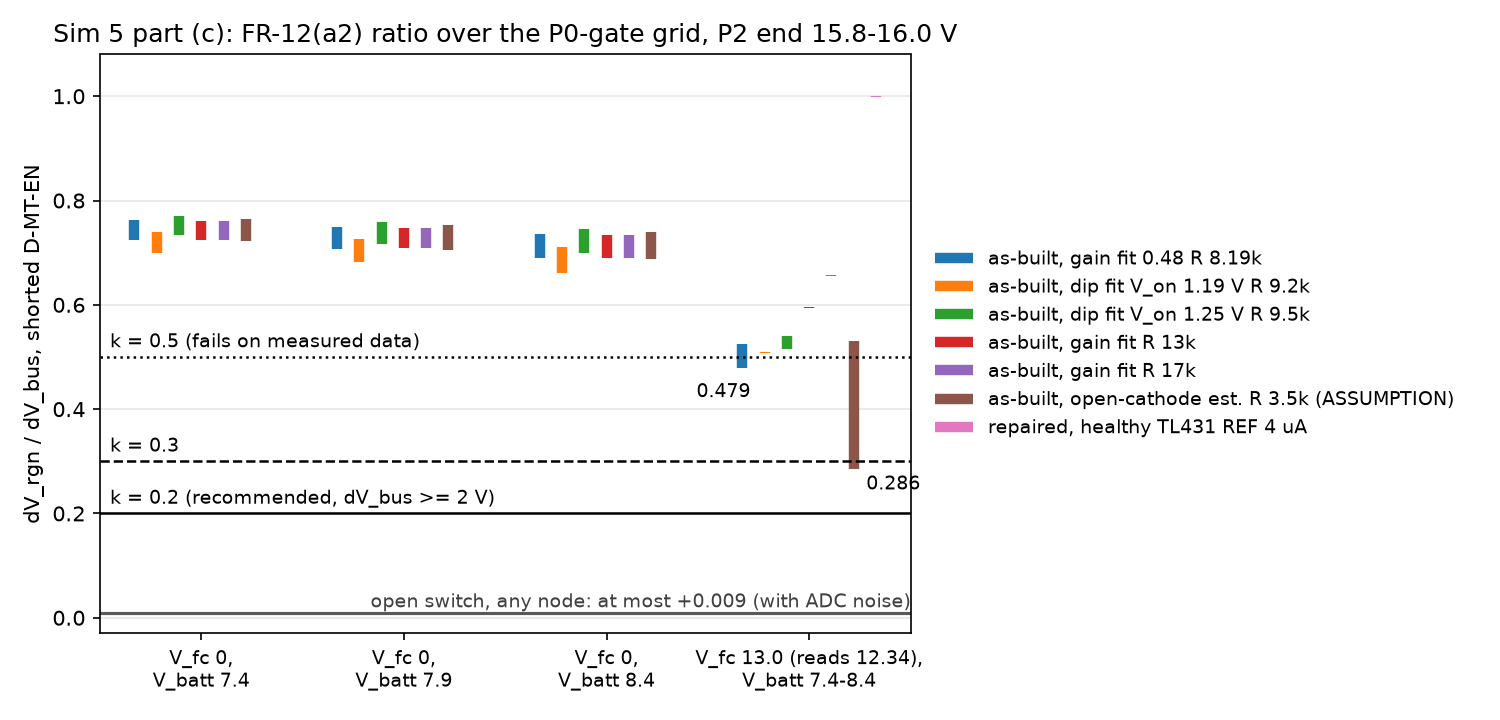 Sim 5 part (c): FR-12(a2) ratio over the P0-gate grid, P2 end 15.8-16.0 V
dV_rgn / dV_bus, shorted D-MT-EN
1.0
0.8
0.6
0.4
0.2
0.0
k = 0.5 (fails on measured data)
0.479
k = 0.3
0.286
k = 0.2 (recommended, dV_bus >= 2 V)
open switch, any node: at most +0.009 (with ADC noise)
V_fc 0,
V_batt 7.4
V_fc 0,
V_batt 7.9
V_fc 0,
V_batt 8.4
V_fc 13.0 (reads 12.34),
V_batt 7.4-8.4
as-built, gain fit 0.48 R 8.19k
as-built, dip fit V_on 1.19 V R 9.2k
as-built, dip fit V_on 1.25 V R 9.5k
as-built, gain fit R 13k
as-built, gain fit R 17k
as-built, open-cathode est. R 3.5k (ASSUMPTION)
repaired, healthy TL431 REF 4 uA